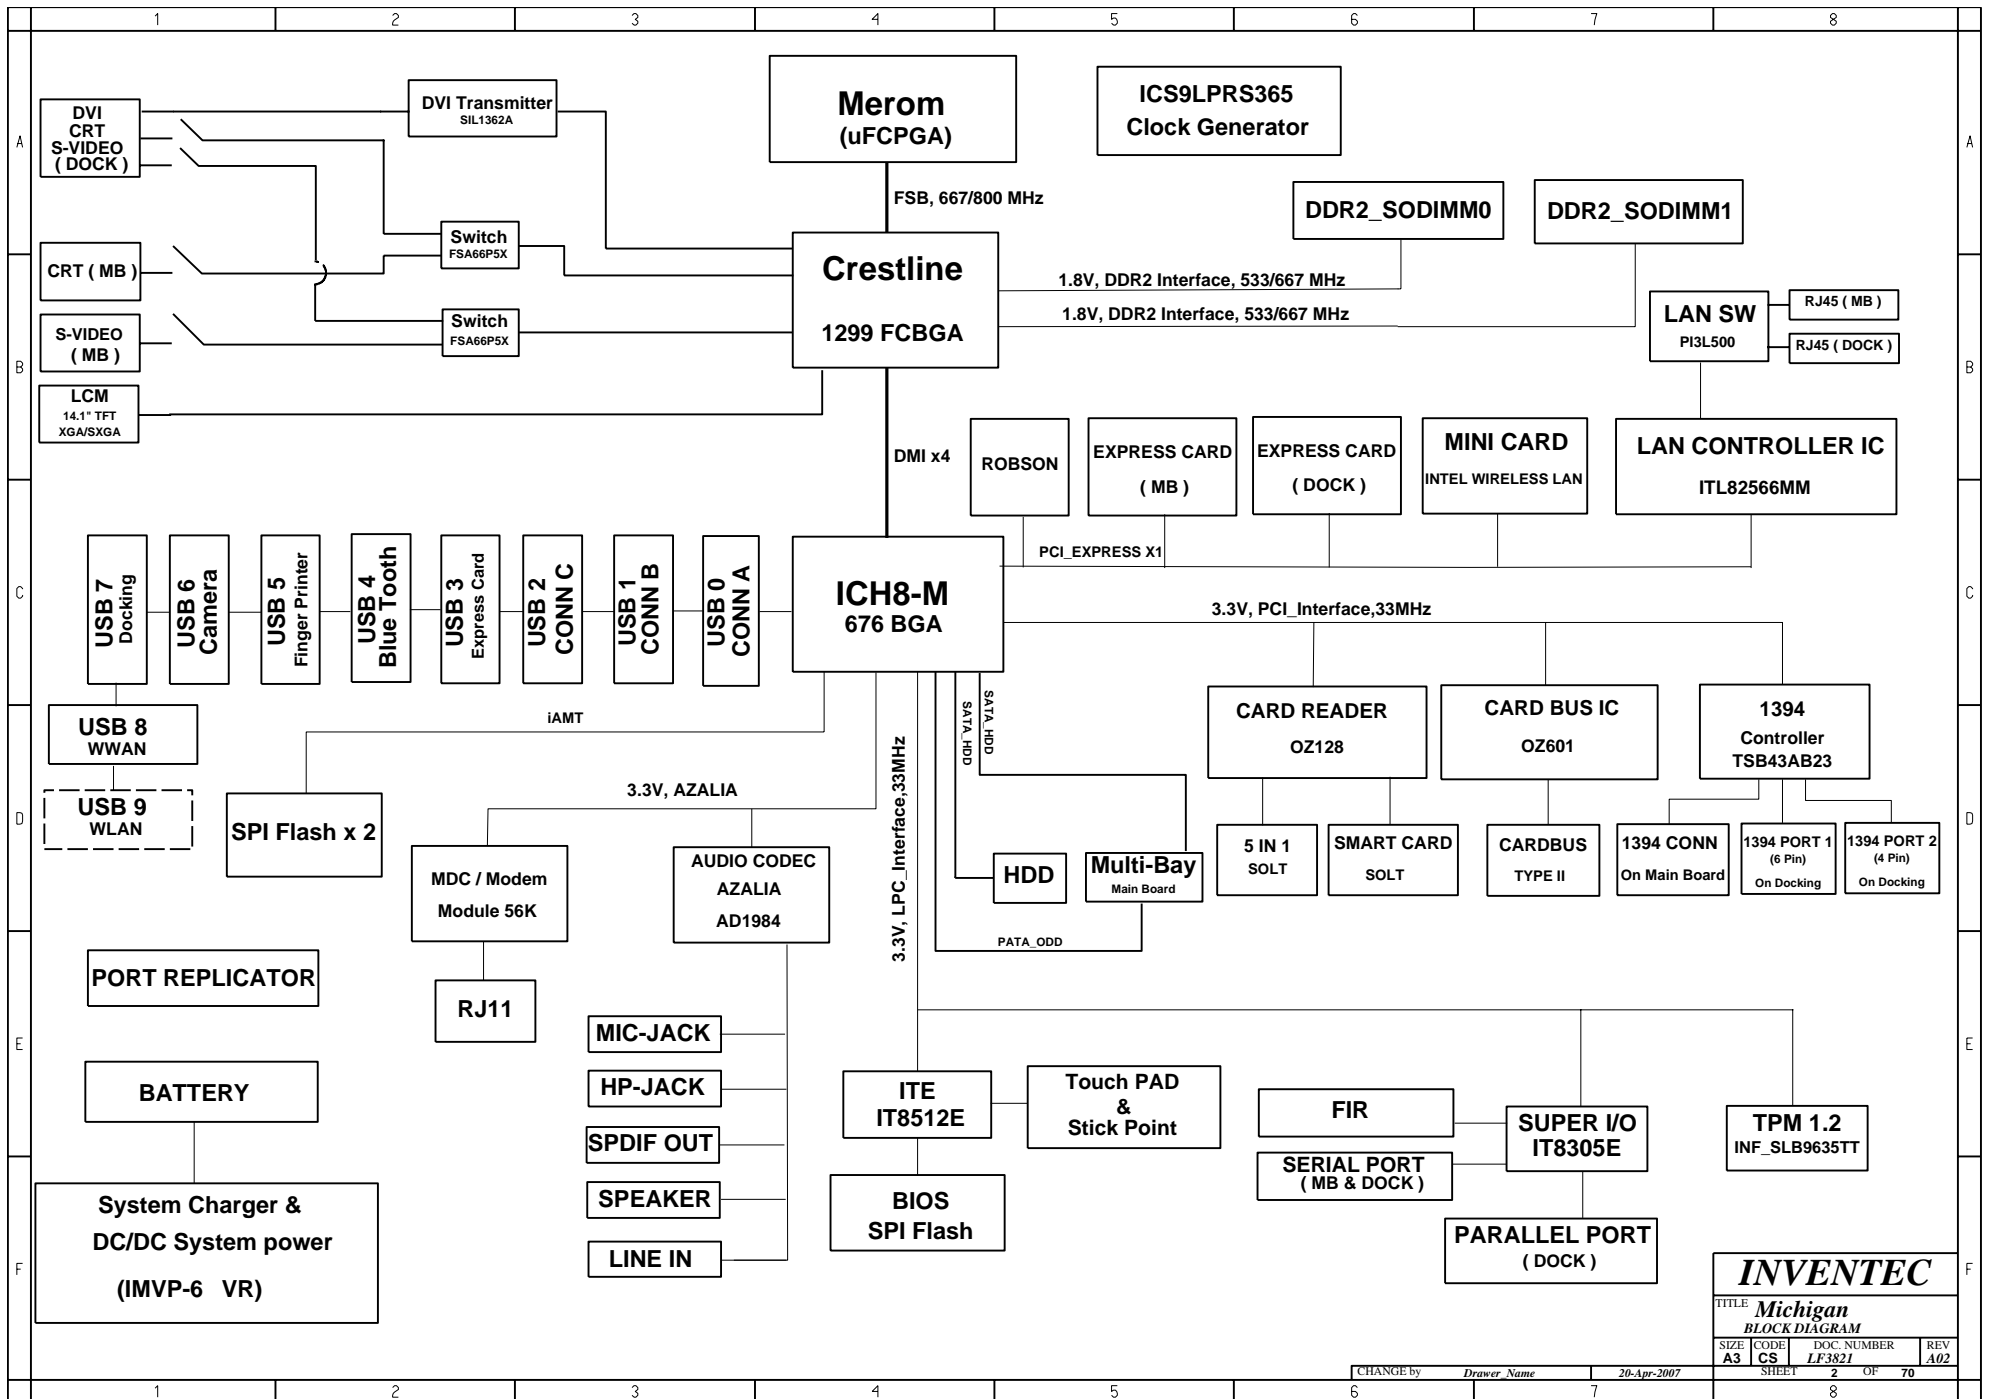 1 2 3 4 5 6 7 8
A
B
C
D
E
F
A
B
C
D
E
F
DVI
CRT
S-VIDEO
( DOCK )
DVI Transmitter
SIL1362A
Merom
(uFCPGA)
ICS9LPRS365
Clock Generator
FSB, 667/800 MHz
DDR2_SODIMM0
DDR2_SODIMM1
CRT ( MB )
Switch
FSA66P5X
Crestline
1299 FCBGA
1.8V, DDR2 Interface, 533/667 MHz
1.8V, DDR2 Interface, 533/667 MHz
S-VIDEO
( MB )
Switch
FSA66P5X
LAN SW
PI3L500
RJ45 ( MB )
RJ45 ( DOCK )
LCM
14.1" TFT
XGA/SXGA
DMI x4
ROBSON
EXPRESS CARD
( MB )
EXPRESS CARD
( DOCK )
MINI CARD
INTEL WIRELESS LAN
LAN CONTROLLER IC
ITL82566MM
PCI_EXPRESS X1
USB 7
Docking
USB 6
Camera
USB 5
Finger Printer
USB 4
Blue Tooth
USB 3
Express Card
USB 2
CONN C
USB 1
CONN B
USB 0
CONN A
ICH8-M
676 BGA
3.3V, PCI_Interface,33MHz
USB 8
WWAN
USB 9
WLAN
iAMT
SPI Flash x 2
3.3V, AZALIA
3.3V, LPC_Interface,33MHz
SATA_HDD
SATA_HDD
CARD READER
OZ128
CARD BUS IC
OZ601
1394
Controller
TSB43AB23
MDC / Modem
Module 56K
AUDIO CODEC
AZALIA
AD1984
HDD
Multi-Bay
Main Board
PATA_ODD
5 IN 1
SOLT
SMART CARD
SOLT
CARDBUS
TYPE II
1394 CONN
On Main Board
1394 PORT 1
(6 Pin)
On Docking
1394 PORT 2
(4 Pin)
On Docking
PORT REPLICATOR
RJ11
MIC-JACK
HP-JACK
SPDIF OUT
SPEAKER
LINE IN
BATTERY
System Charger &
DC/DC System power
(IMVP-6 VR)
ITE
IT8512E
Touch PAD
&
Stick Point
BIOS
SPI Flash
FIR
SERIAL PORT
( MB & DOCK )
SUPER I/O
IT8305E
PARALLEL PORT
( DOCK )
TPM 1.2
INF_SLB9635TT
INVENTEC
TITLE Michigan
BLOCK DIAGRAM
SIZE CODE DOC. NUMBER REV
A3 CS LF3821 A02
CHANGE by Drawer_Name 20-Apr-2007 SHEET 2 OF 70
1 2 3 4 5 6 7 8